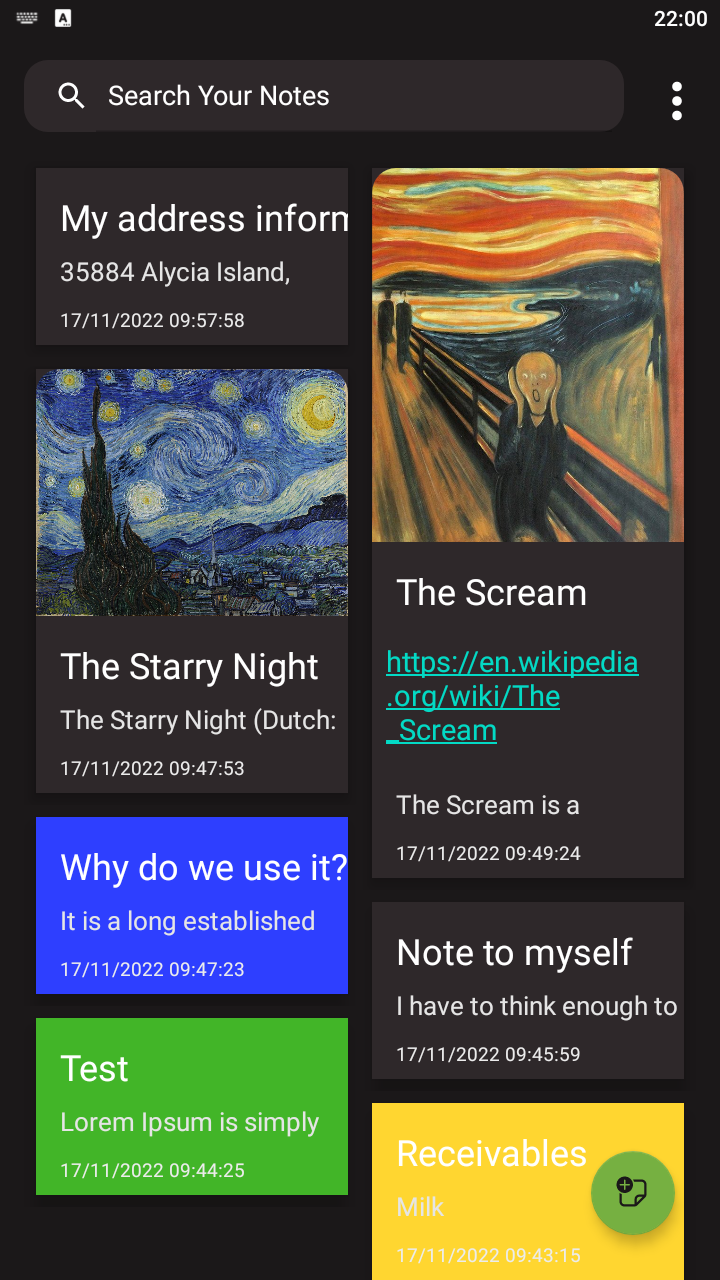 22:00
Search Your Notes
My address inform
35884 Alycia Island,
17/11/2022 09:57:58
The Starry Night
The Starry Night (Dutch:
17/11/2022 09:47:53
Why do we use it?
It is a long established
17/11/2022 09:47:23
Test
Lorem Ipsum is simply
17/11/2022 09:44:25
The Scream
https://en.wikipedia
.org/wiki/The
_Scream
The Scream is a
17/11/2022 09:49:24
Note to myself
I have to think enough to
17/11/2022 09:45:59
Receivables
Milk
17/11/2022 09:43:15